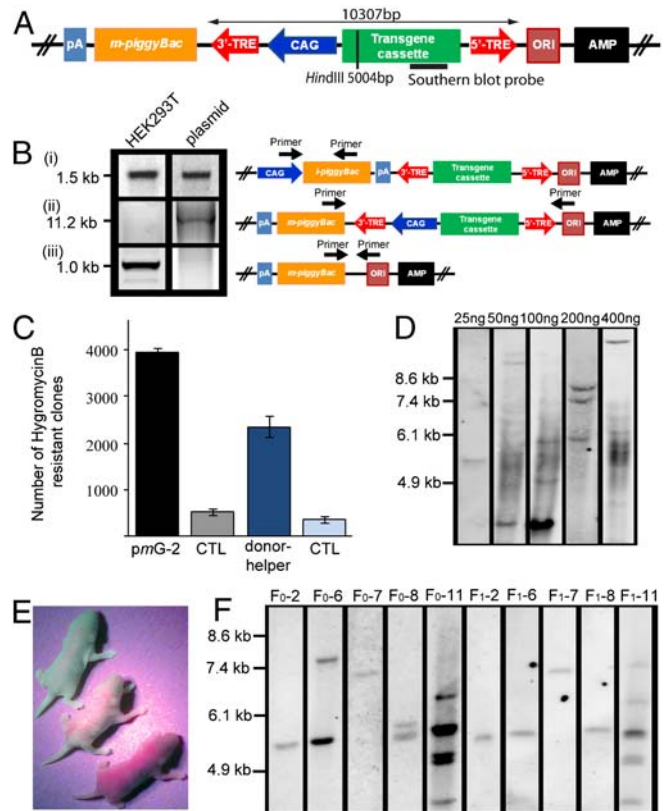 A
10307bp
pA
m-piggyBac
3'-TRE
CAG
Transgene
cassette
5'-TRE
ORI
AMP
HindIII 5004bp
Southern blot probe
B
HEK293T
plasmid
(i)
1.5 kb
(ii)
11.2 kb
(iii)
1.0 kb
Primer
Primer
CAG
i-piggyBac
pA
3'-TRE
Transgene
cassette
5'-TRE
ORI
AMP
Primer
Primer
pA
m-piggyBac
3'-TRE
CAG
Transgene
cassette
5'-TRE
ORI
AMP
Primer
Primer
pA
m-piggyBac
ORI
AMP
C
Number of HygromycinB
resistant clones
4000
3000
2000
1000
pmG-2
CTL
donor-
helper
CTL
D
25ng 50ng 100ng 200ng 400ng
8.6 kb
7.4 kb
6.1 kb
4.9 kb
E
F
F0-2 F0-6 F0-7 F0-8 F0-11 F1-2 F1-6 F1-7 F1-8 F1-11
8.6 kb
7.4 kb
6.1 kb
4.9 kb